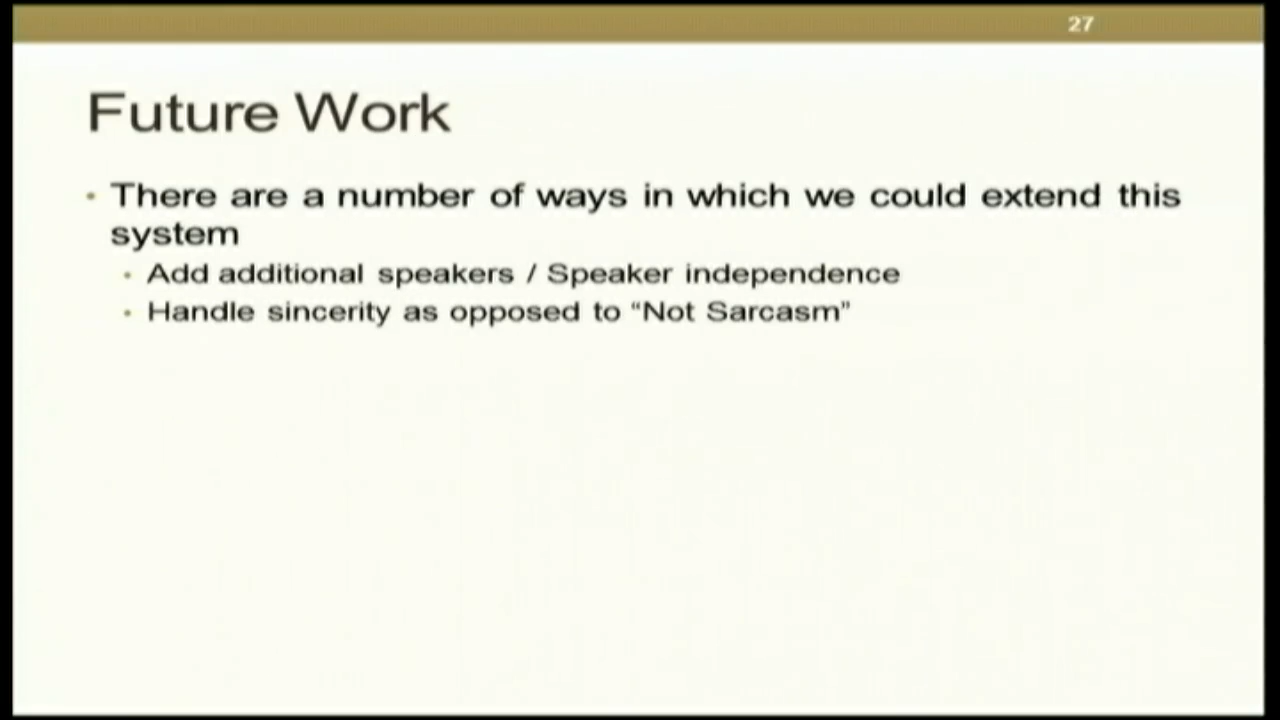 27
Future Work
• There are a number of ways in which we could extend this
system
• Add additional speakers / Speaker independence
• Handle sincerity as opposed to “Not Sarcasm”